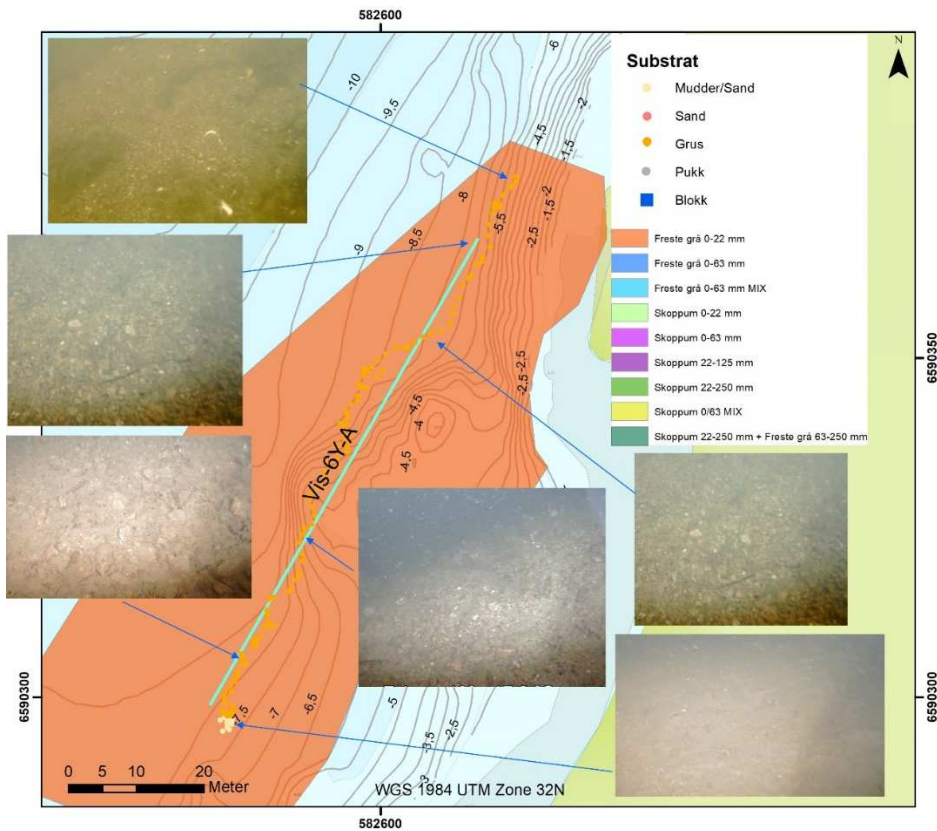 582600
N
Substrat
Mudder/Sand
Sand
Grus
Pukk
Blokk
Freste grå 0-22 mm
Freste grå 0-63 mm
Freste grå 0-63 mm MIX
Skoppum 0-22 mm
Skoppum 0-63 mm
Skoppum 22-125 mm
Skoppum 22-250 mm
Skoppum 0/63 MIX
Skoppum 22-250 mm + Freste grå 63-250 mm
-10
-9,5
-6
-4,5
-2
-1,5
-8
-8,5
-9
-5,5
-2
-1,5
-2,5
6590350
6590350
-2,5
-2,5
-4,5
-4
-4,5
Vis-6Y-A
6590300
6590300
-7,5
-7
-6,5
-5
-3,5
-2,5
-3
0 5 10 20
Meter
WGS 1984 UTM Zone 32N
582600